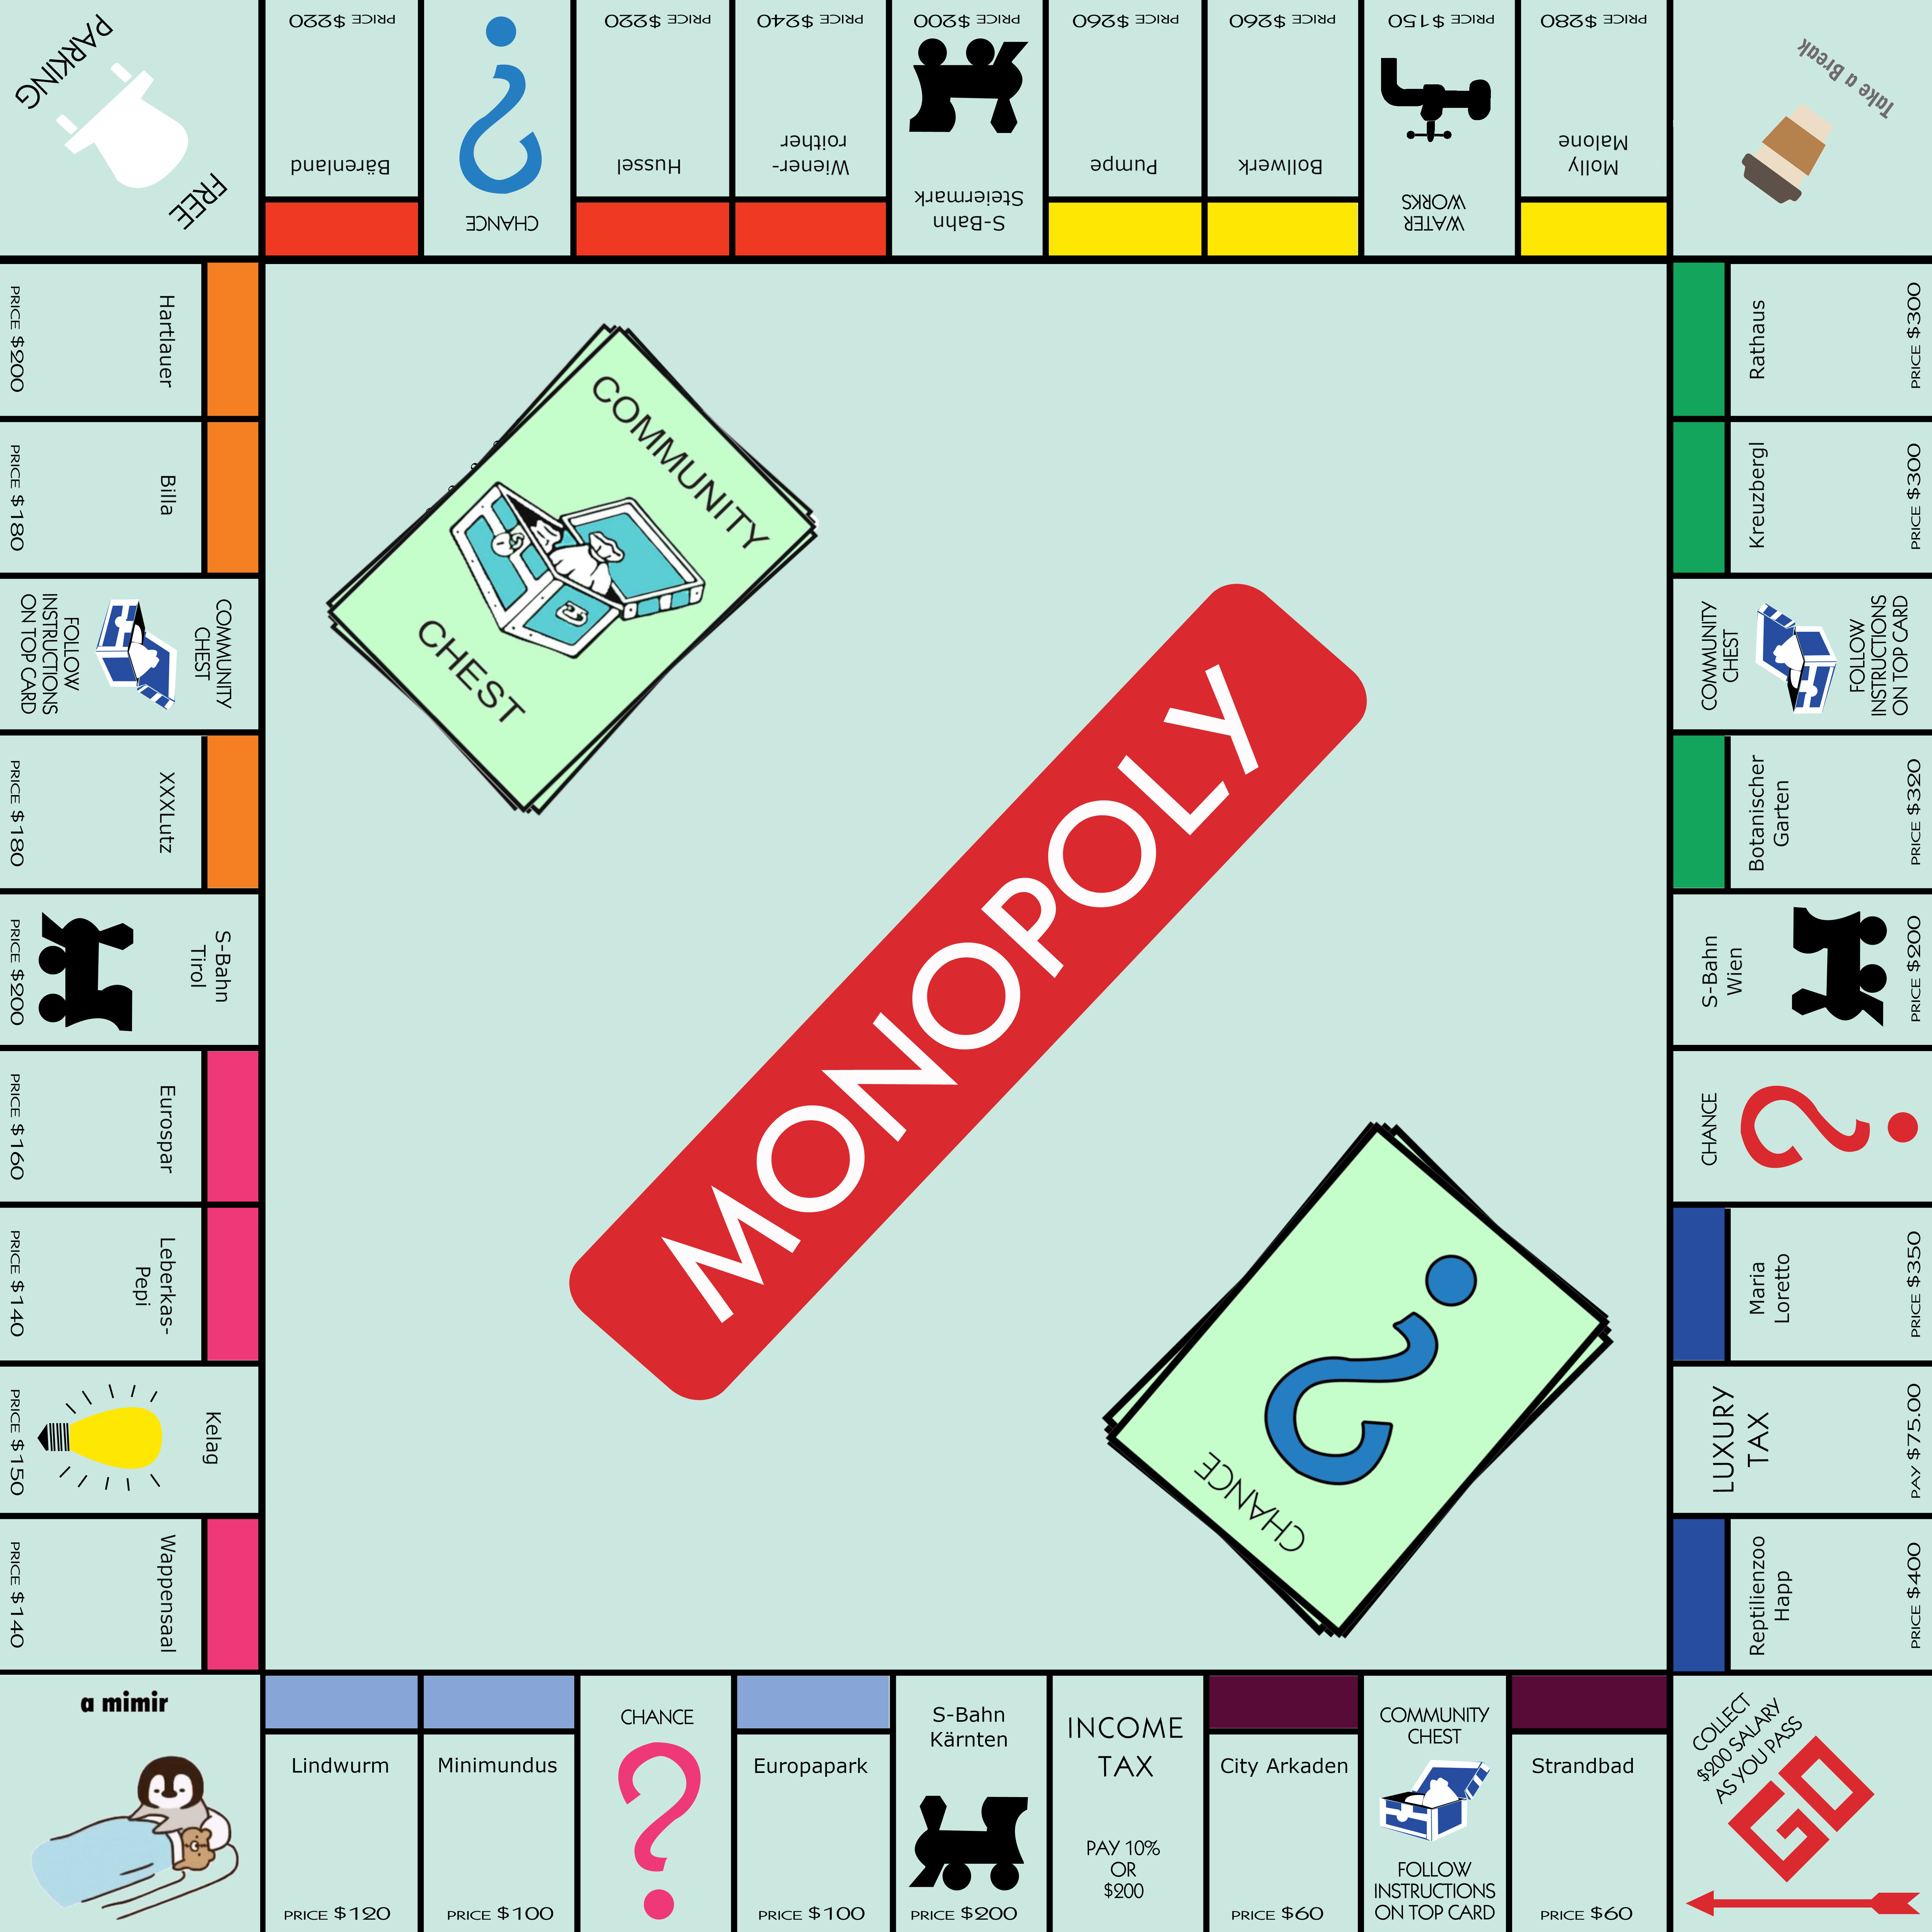 PARKING
FREE
PRICE $220
Bärenland
CHANCE
PRICE $220
Hussel
PRICE $240
Wiener-
roither
PRICE $200
S-Bahn
Steiermark
PRICE $260
Pumpe
PRICE $260
Bollwerk
PRICE $150
WATER
WORKS
PRICE $280
Molly
Malone
Take a Break
Hartlauer
PRICE $200
Billa
PRICE $180
COMMUNITY
CHEST
FOLLOW
INSTRUCTIONS
ON TOP CARD
XXXLutz
PRICE $180
S-Bahn
Tirol
PRICE $200
Eurospar
PRICE $160
Leberkas-
Pepi
PRICE $140
Kelag
PRICE $150
Wappensaal
PRICE $140
COMMUNITY
CHEST
MONOPOLY
CHANCE
Rathaus
PRICE $300
Kreuzbergl
PRICE $300
COMMUNITY
CHEST
FOLLOW
INSTRUCTIONS
ON TOP CARD
Botanischer
Garten
PRICE $320
S-Bahn
Wien
PRICE $200
CHANCE
Maria
Loretto
PRICE $350
LUXURY
TAX
PAY $75.00
Reptilienzoo
Happ
PRICE $400
a mimir
Lindwurm
PRICE $120
Minimundus
PRICE $100
CHANCE
Europapark
PRICE $100
S-Bahn
Kärnten
PRICE $200
INCOME
TAX
PAY 10%
OR
$200
City Arkaden
PRICE $60
COMMUNITY
CHEST
FOLLOW
INSTRUCTIONS
ON TOP CARD
Strandbad
PRICE $60
COLLECT
$200 SALARY
AS YOU PASS
GO